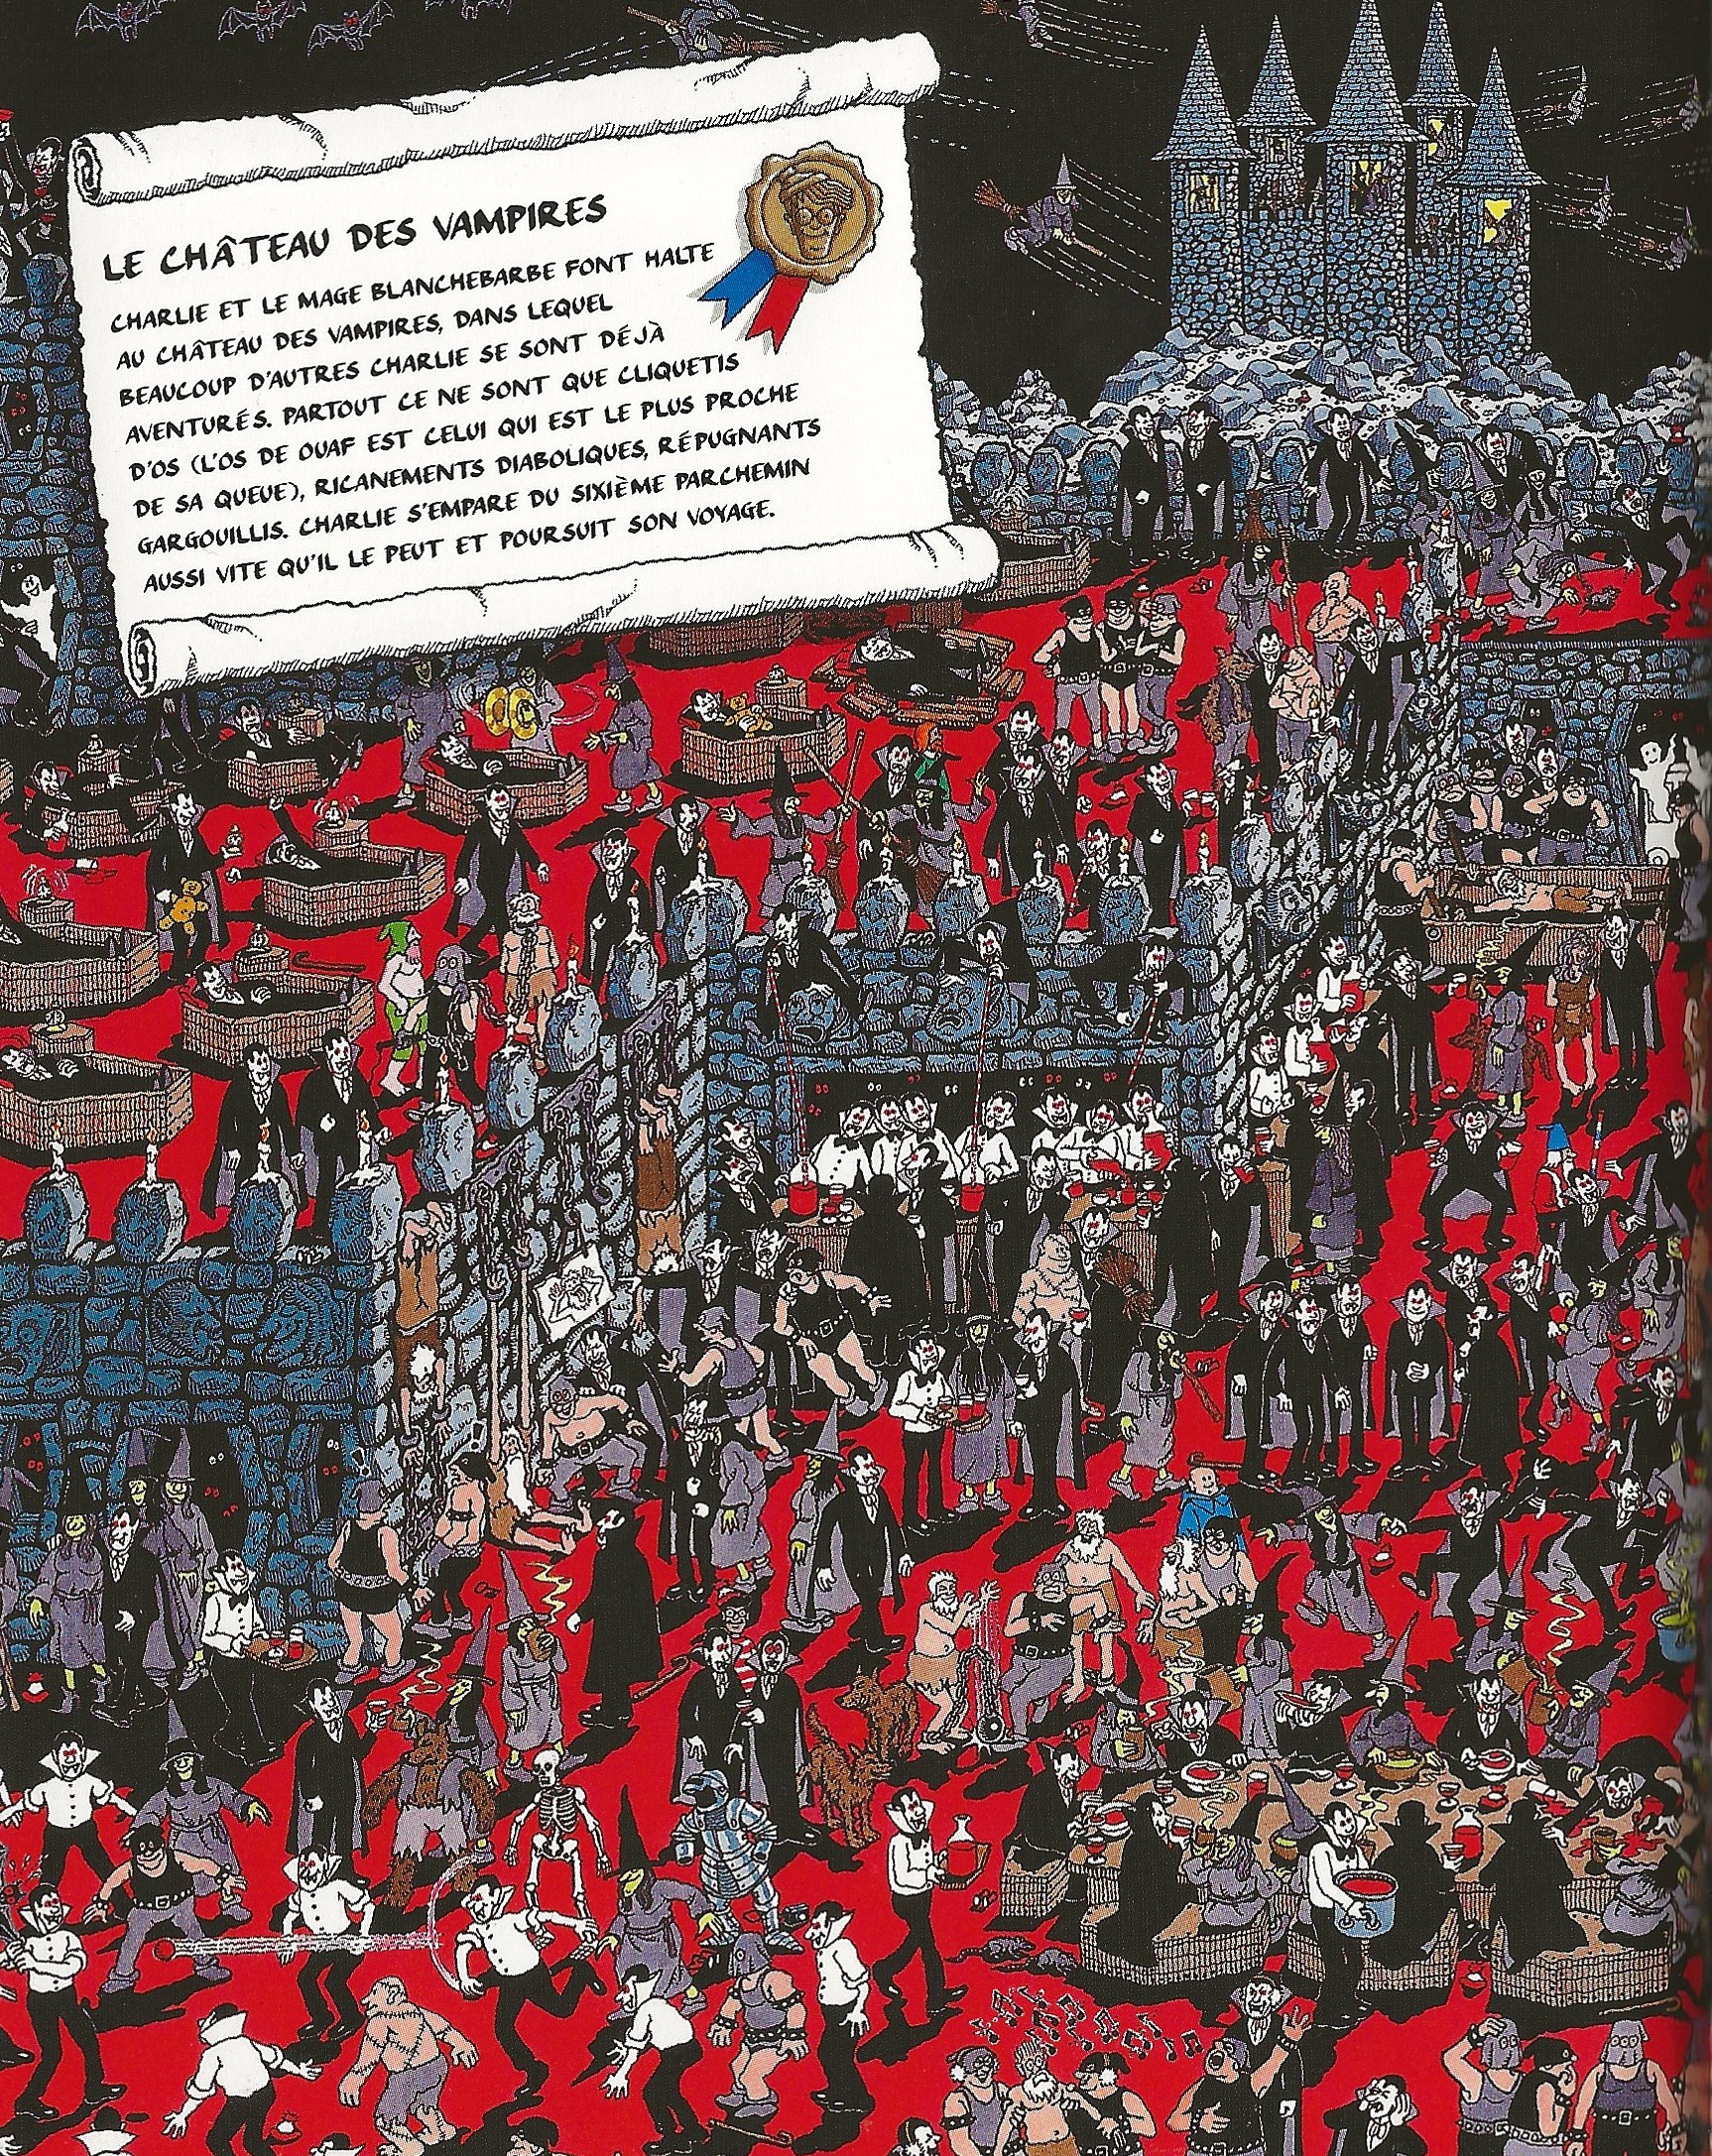 LE CHÂTEAU DES VAMPIRES
CHARLIE ET LE MAGE BLANCHEBARBE FONT HALTE
AU CHÂTEAU DES VAMPIRES, DANS LEQUEL
BEAUCOUP D'AUTRES CHARLIE SE SONT DÉJÀ
AVENTURÉS. PARTOUT CE NE SONT QUE CLIQUETIS
D'OS (L'OS DE OUAF EST CELUI QUI EST LE PLUS PROCHE
DE SA QUEUE), RICANEMENTS DIABOLIQUES, RÉPUGNANTS
GARGOUILLIS. CHARLIE S'EMPARE DU SIXIÈME PARCHEMIN
AUSSI VITE QU'IL LE PEUT ET POURSUIT SON VOYAGE.